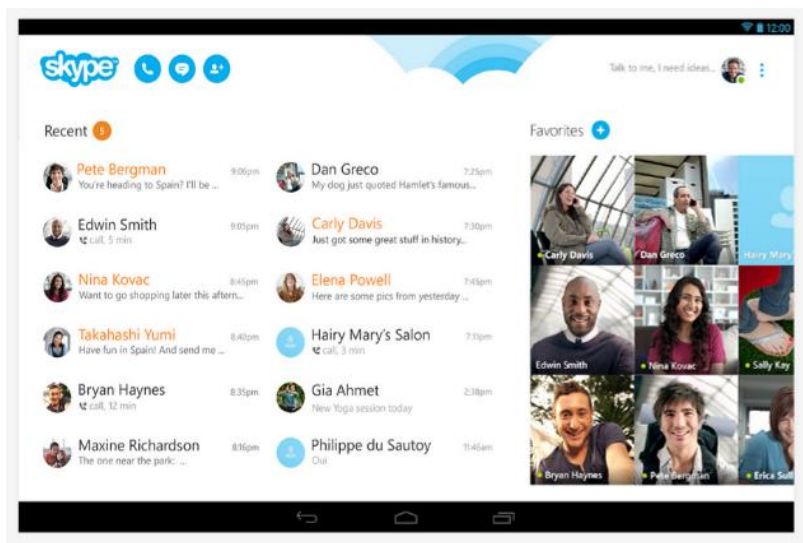 12:00
skype
Talk to me, I need ideas...
Recent 5
Pete Bergman 9:06pm
You're heading to Spain? I'll be ...
Edwin Smith 9:05pm
call, 5 min
Nina Kovac 8:45pm
Want to go shopping later this aftern...
Takahashi Yumi 8:40pm
Have fun in Spain! And send me ...
Bryan Haynes 8:35pm
call, 12 min
Maxine Richardson 8:16pm
The one near the park: ...
Dan Greco 7:25pm
My dog just quoted Hamlet's famous...
Carly Davis 7:30pm
Just got some great stuff in history..
Elena Powell 7:45pm
Here are some pics from yesterday ...
Hairy Mary's Salon 7:11pm
call, 3 min
Gia Ahmet 2:38pm
New Yoga session today
Philippe du Sautoy 11:46am
Oui
Favorites
Carly Davis
Dan Greco
Hairy Mary'
Edwin Smith
Nina Kovac
Sally Kay
Bryan Haynes
Pete Bergman
Erica Sull